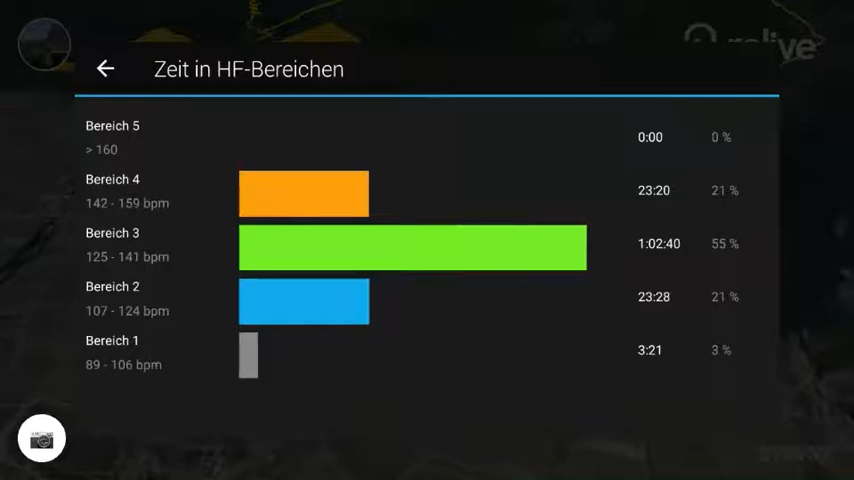 relive
Zeit in HF-Bereichen
Bereich 5
> 160
0:00 0 %
Bereich 4
142 - 159 bpm
23:20 21 %
Bereich 3
125 - 141 bpm
1:02:40 55 %
Bereich 2
107 - 124 bpm
23:28 21 %
Bereich 1
89 - 106 bpm
3:21 3 %